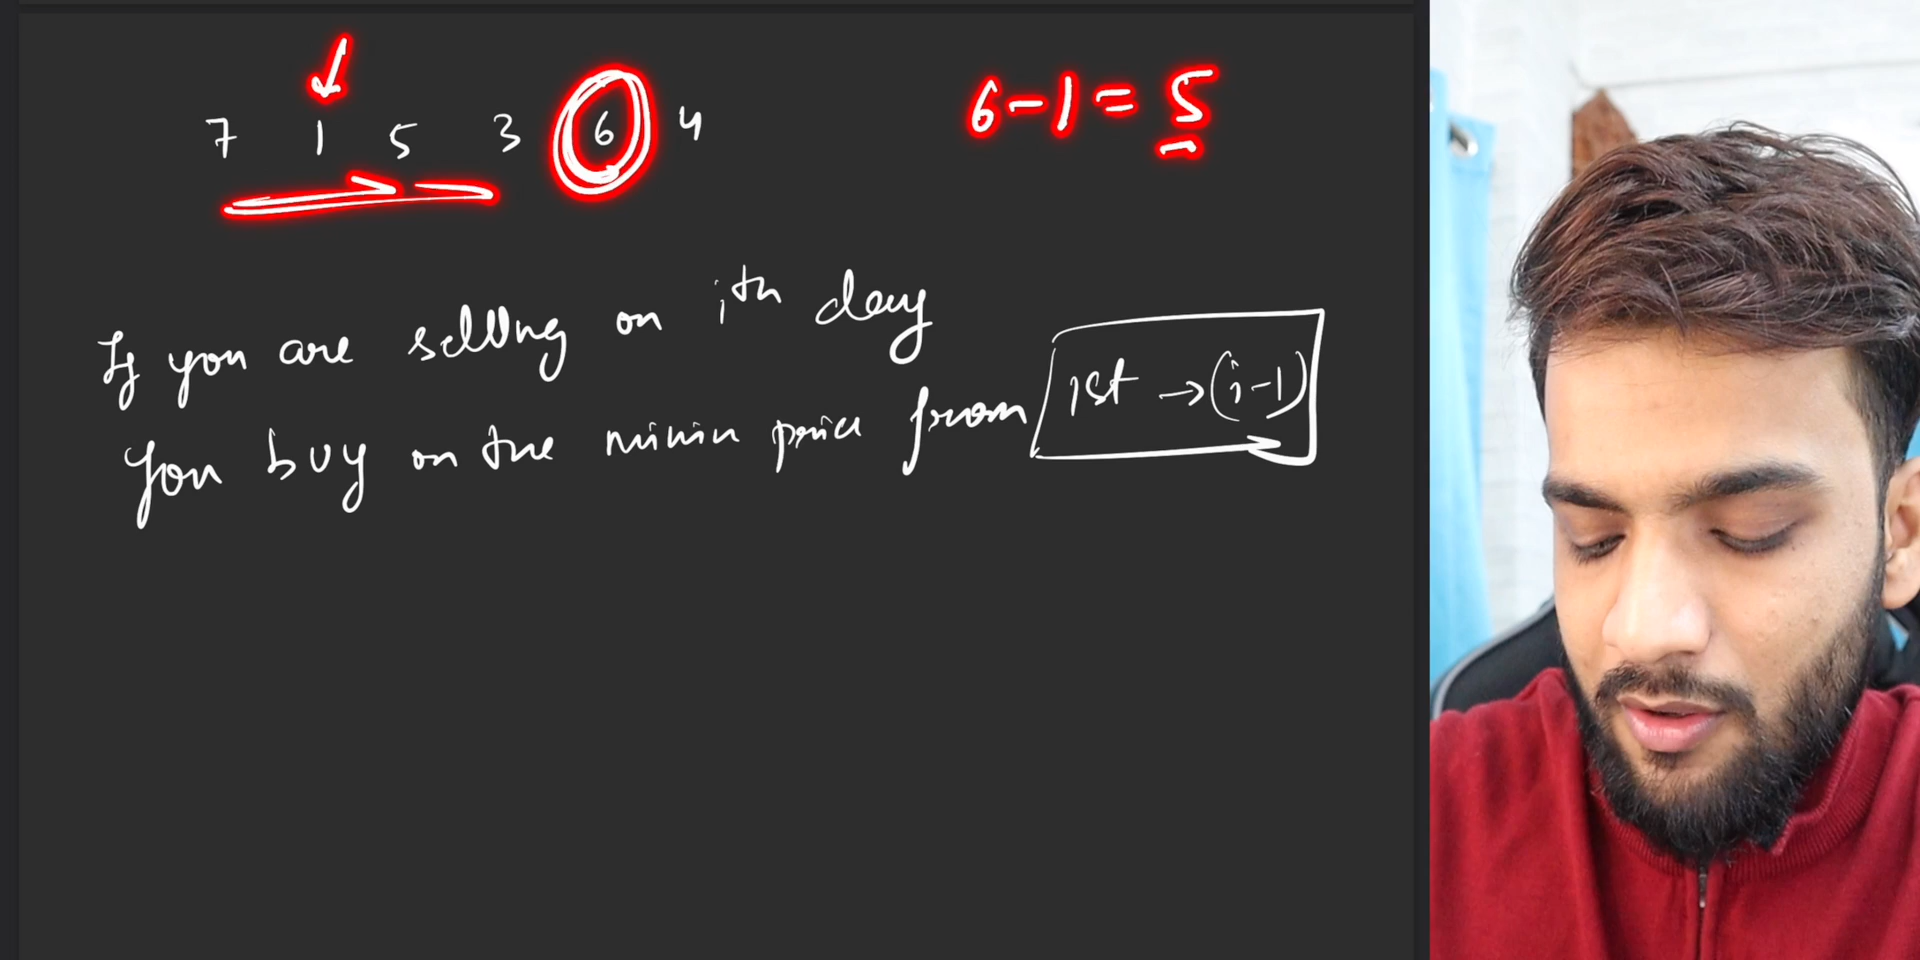 7 1 5 3 6 4
6-1=5
If you are selling on ith day
You buy on the minim price from 1st →(i-1)